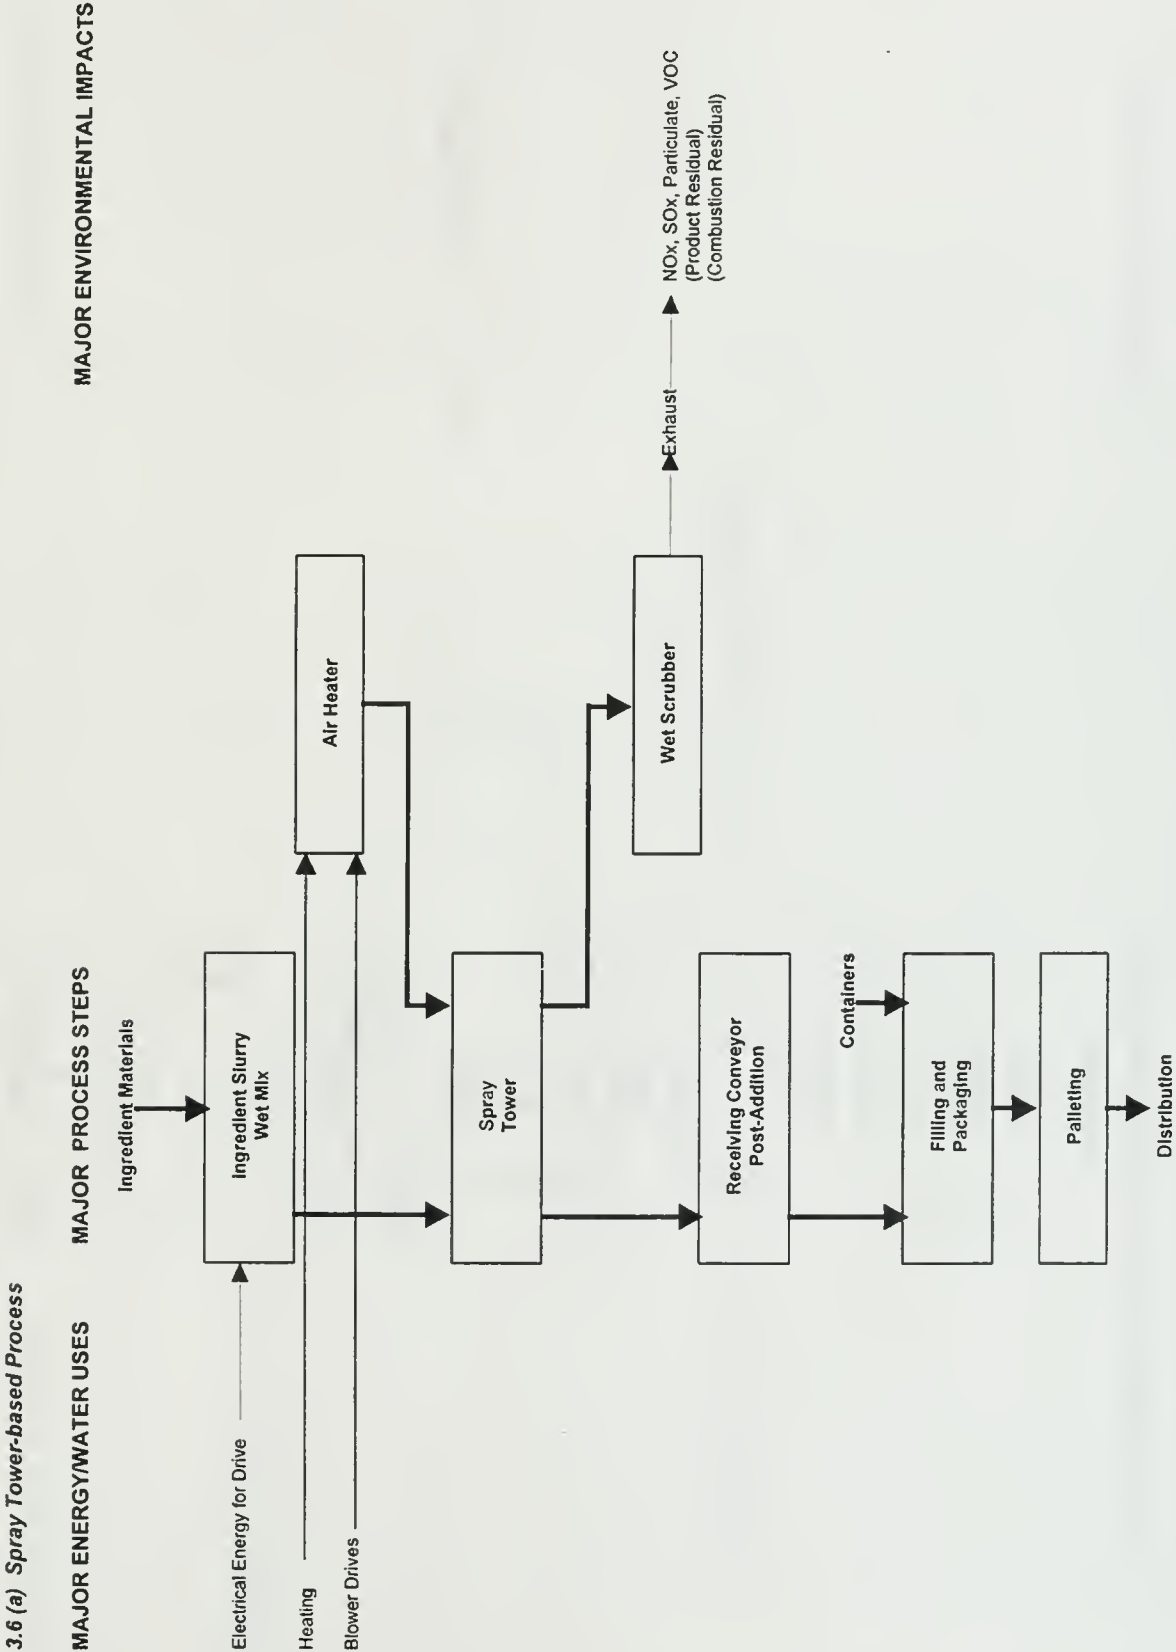 3.6 (a) Spray Tower-based Process
MAJOR ENERGY/WATER USES
MAJOR PROCESS STEPS
MAJOR ENVIRONMENTAL IMPACTS
Ingredient Materials
Electrical Energy for Drive
Ingredient Slurry
Wet Mix
Heating
Blower Drives
Air Heater
Spray
Tower
Wet Scrubber
Exhaust
NOx, SOx, Particulate, VOC
(Product Residual)
(Combustion Residual)
Receiving Conveyor
Post-Addition
Containers
Filling and
Packaging
Palleting
Distribution